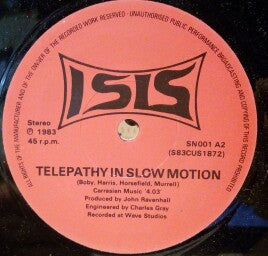 ALL RIGHTS OF THE MANUFACTURER AND OF THE OWNER OF THE RECORDED WORK RESERVED - UNAUTHORISED PUBLIC PERFORMANCE BROADCASTING AND COPYING OF THIS RECORD PROHIBITED
ISIS
Stereo
℗ 1983
45 r.p.m.
SN001 A2
(S83CUS1872)
TELEPATHY IN SLOW MOTION
(Boby, Harris, Horsefield, Murrell)
Carrasian Music '4.03'
Produced by John Ravenhall
Engineered by Charles Gray
Recorded at Wave Studios